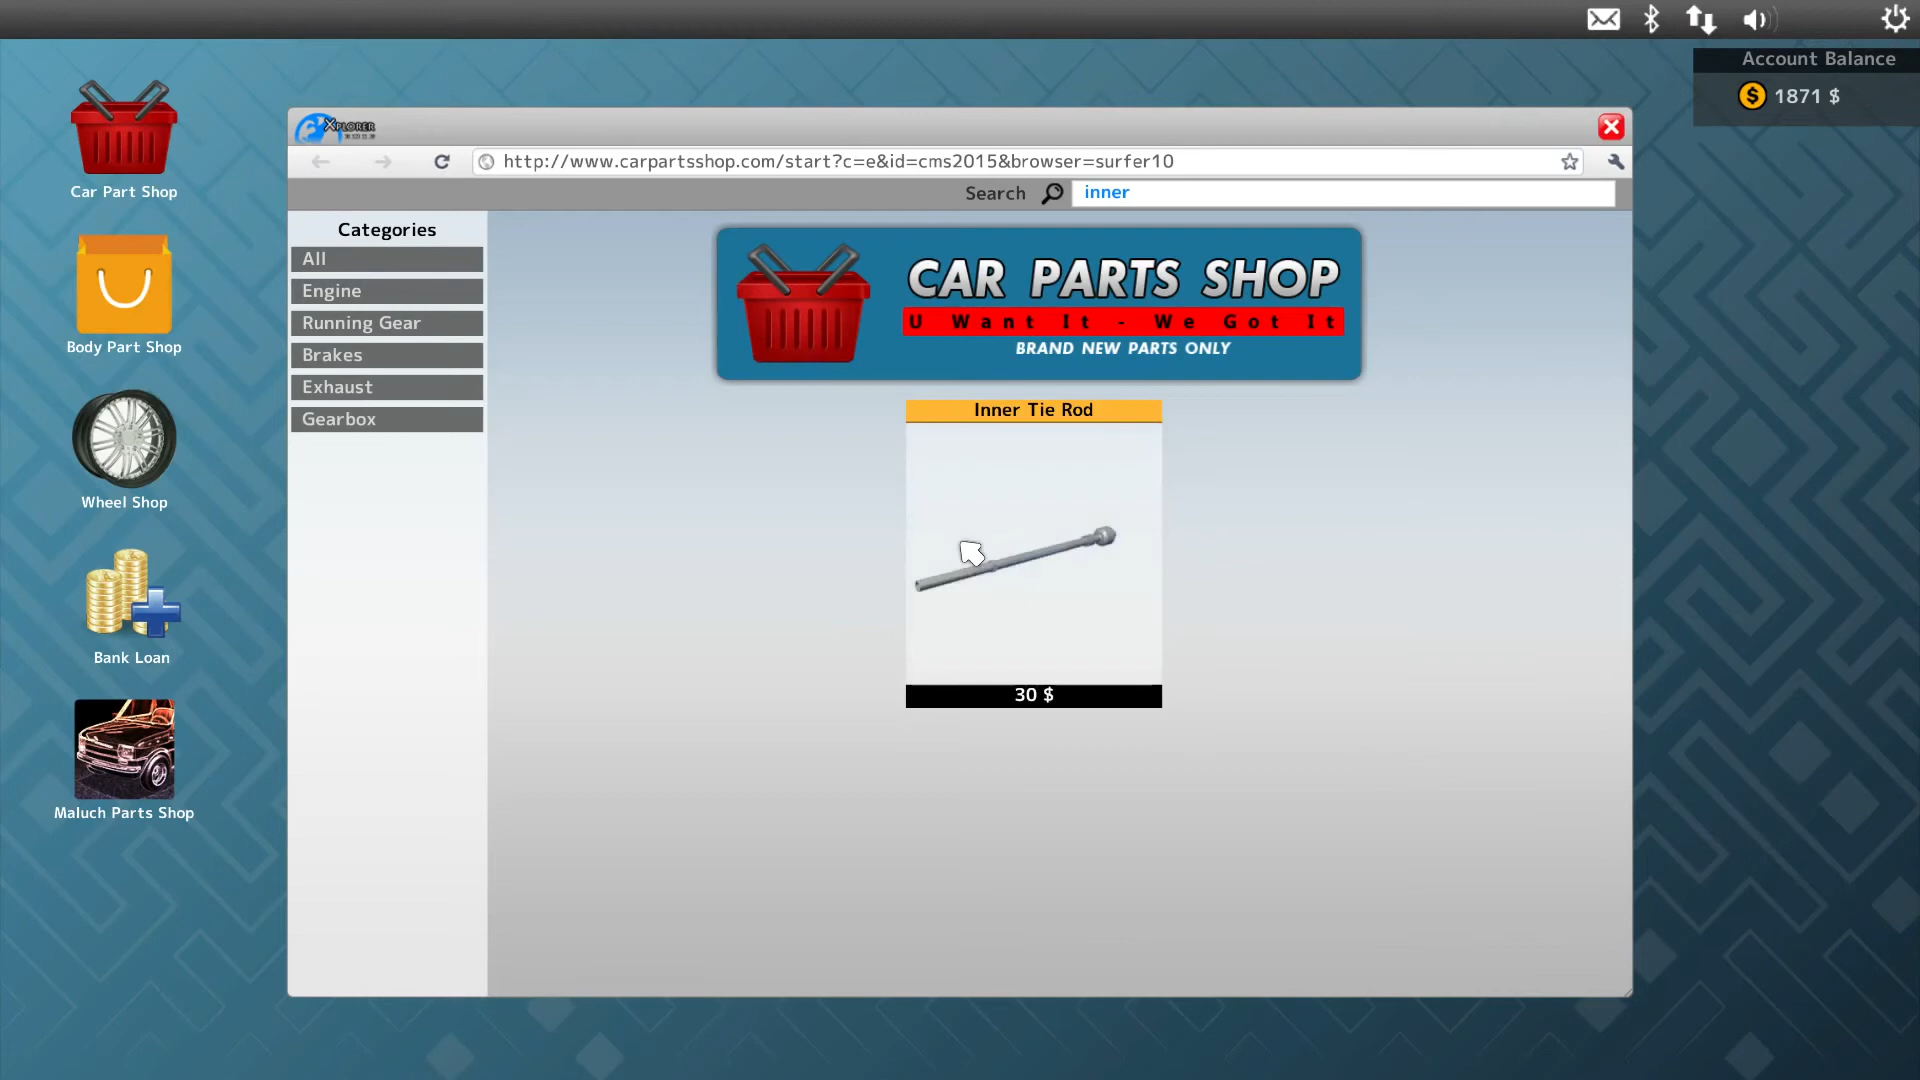 Account Balance
1871 $
Car Part Shop
Body Part Shop
Wheel Shop
Bank Loan
Maluch Parts Shop
XPLORER
http://www.carpartsshop.com/start?c=e&id=cms2015&browser=surfer10
Search
inner
Categories
All
Engine
Running Gear
Brakes
Exhaust
Gearbox
CAR PARTS SHOP
U Want It - We Got It
BRAND NEW PARTS ONLY
Inner Tie Rod
30 $